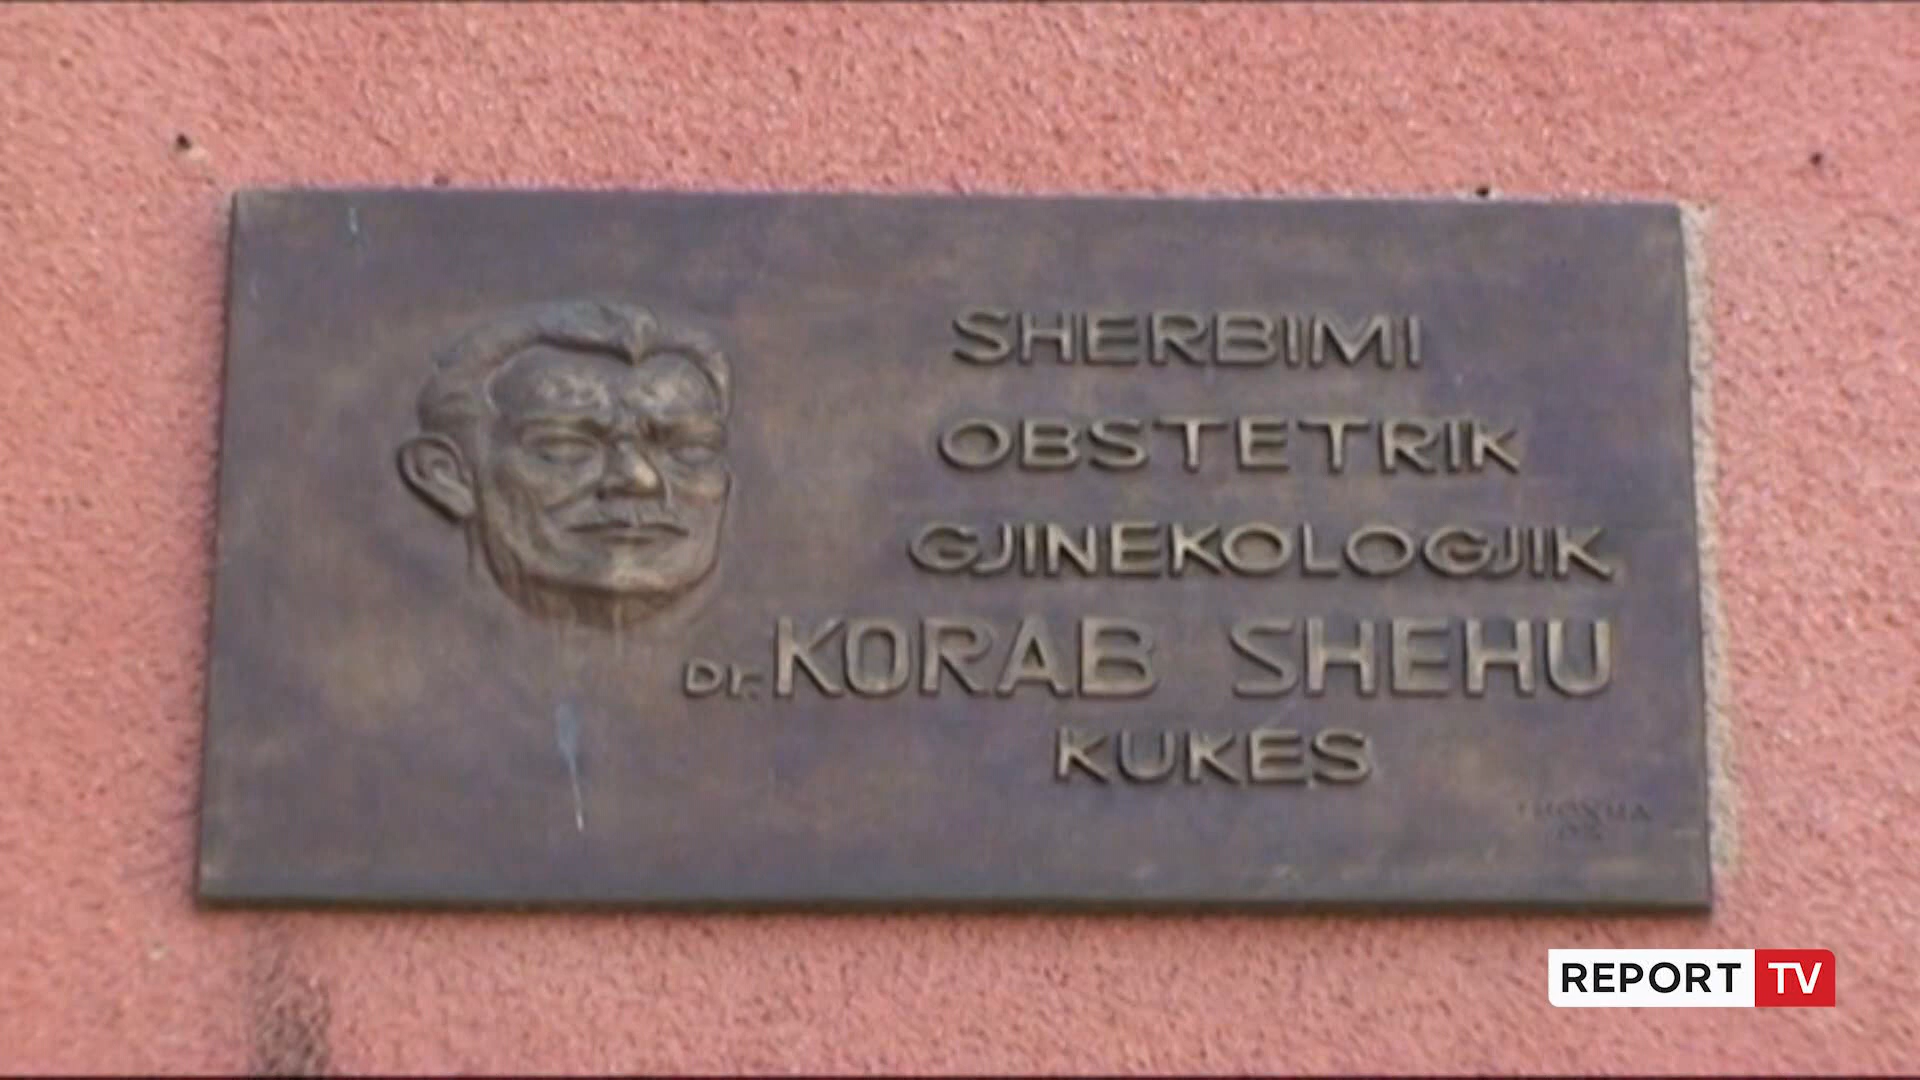 SHERBIMI
OBSTETRIK
GJINEKOLOGJIK
Dr. KORAB SHEHU
KUKES
REPORT TV